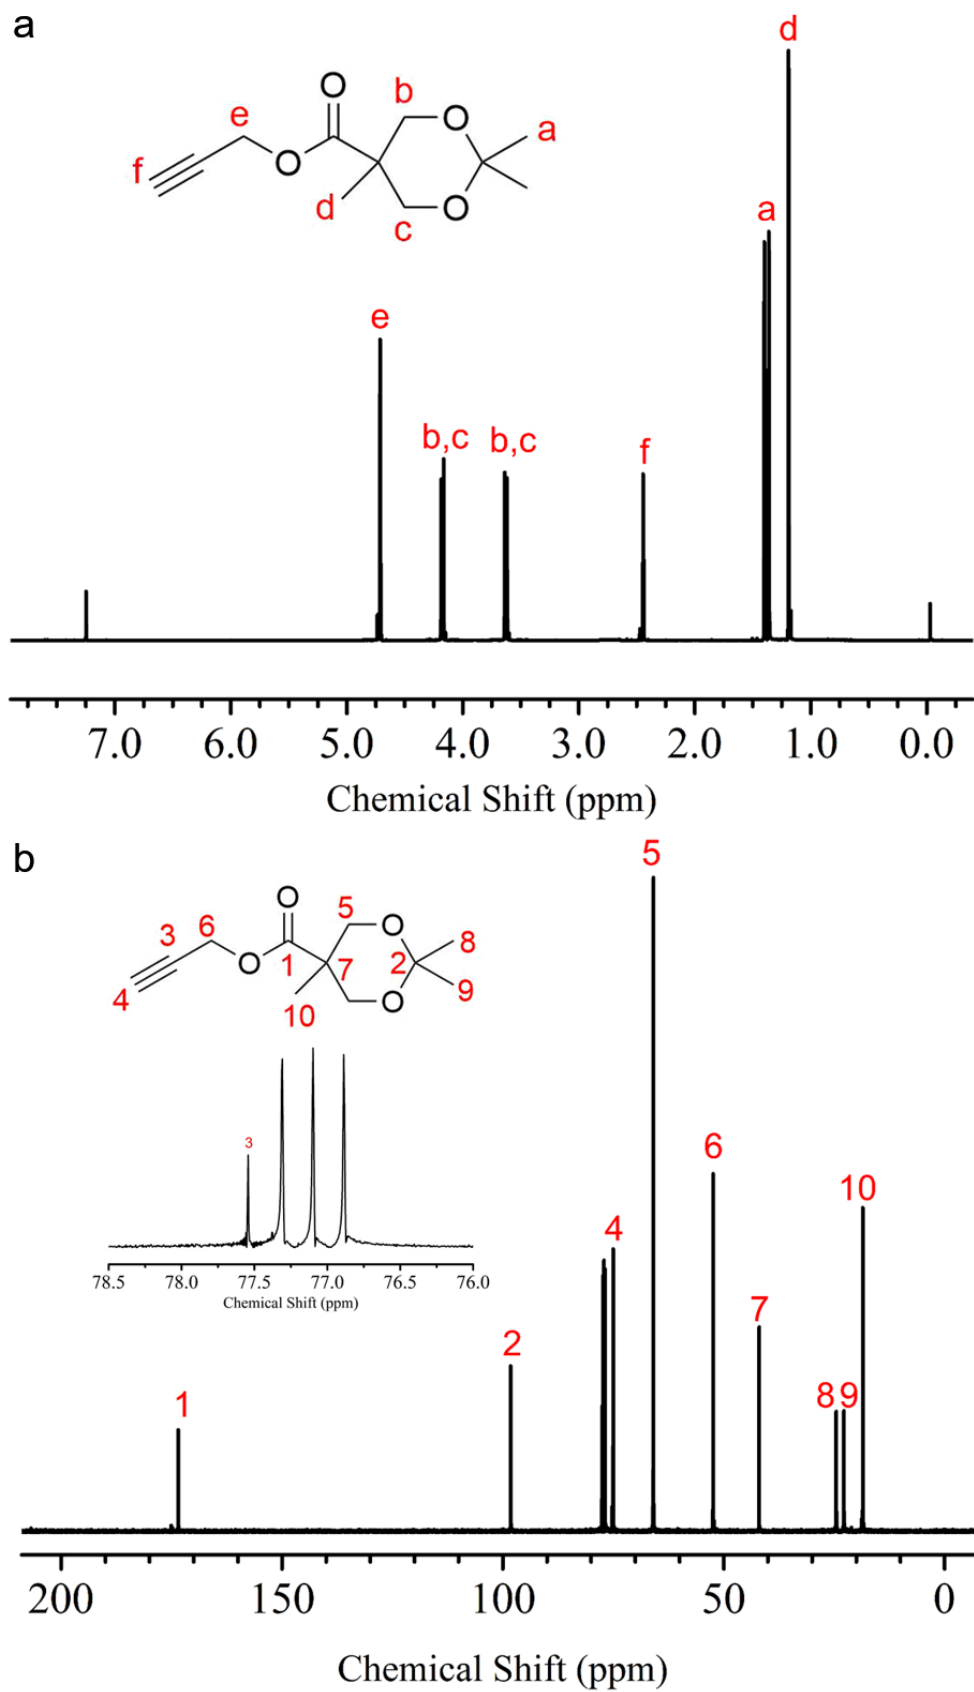 a
d
O
b
O
a
e
f
O
d
O
c
a
e
b,c
b,c
f
7.0 6.0 5.0 4.0 3.0 2.0 1.0 0.0
Chemical Shift (ppm)
b
5
O
5
O
8
6
3
O
1
7
2
9
4
10
O
3
78.5 78.0 77.5 77.0 76.5 76.0
Chemical Shift (ppm)
6
10
4
7
2
8
9
1
200 150 100 50 0
Chemical Shift (ppm)